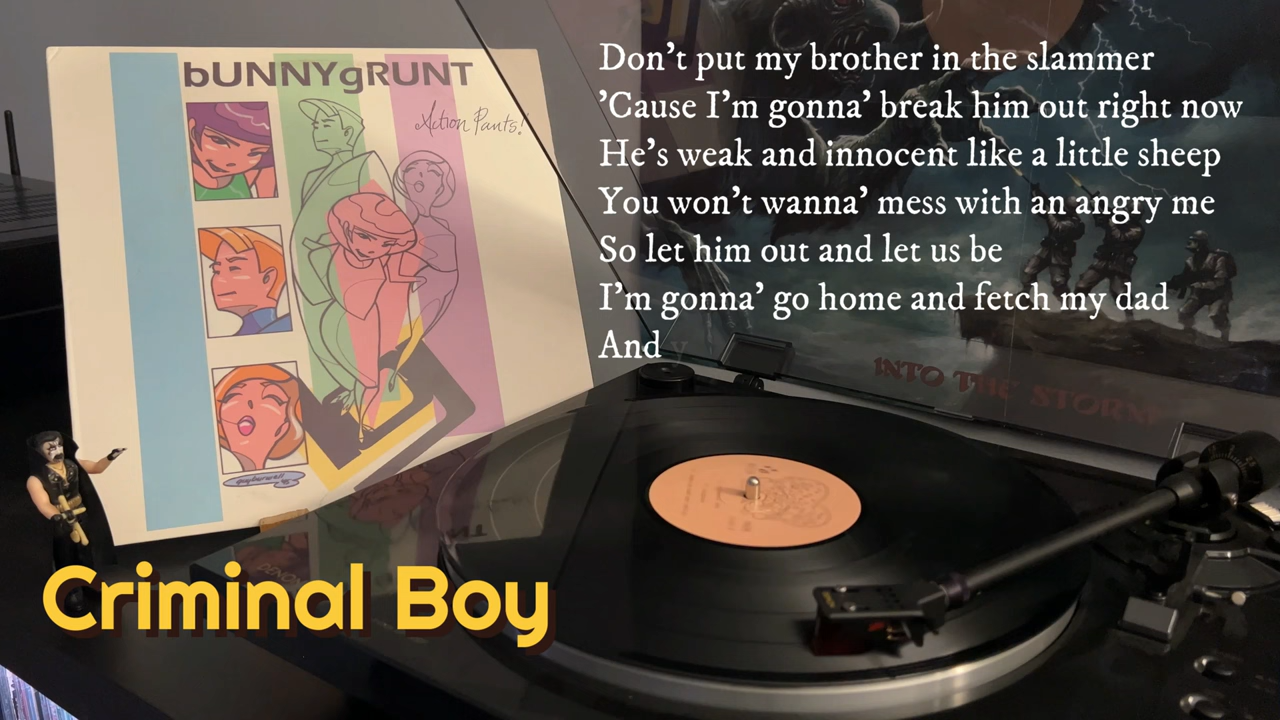 bUNNYgRUNT
Action Pants!
Don't put my brother in the slammer
'Cause I'm gonna' break him out right now
He's weak and innocent like a little sheep
You won't wanna' mess with an angry me
So let him out and let us be
I'm gonna' go home and fetch my dad
And
INTO THE STORM
Criminal Boy